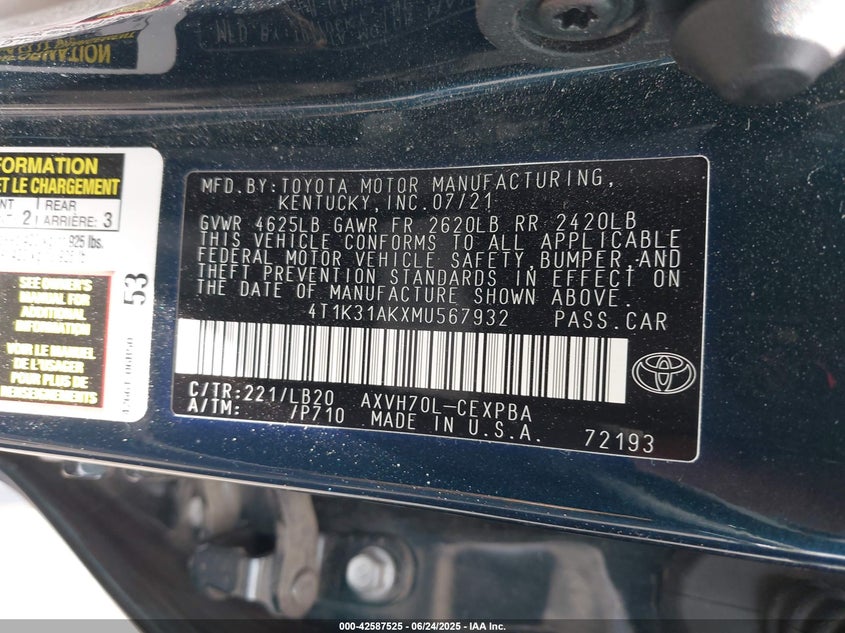 FORMATION
ET LE CHARGEMENT
REAR
2
ARRIÈRE: 3
925 lbs.
53
SEE OWNER'S
MANUAL FOR
ADDITIONAL
INFORMATION
VOIR LE MANUEL
DE L'USAGER
POUR PLUS DE
RENSEIGNEMENTS
MFD.BY:TOYOTA MOTOR MANUFACTURING,
KENTUCKY,INC.07/21
GVWR 4625LB GAWR FR 2620LB RR 2420LB
THIS VEHICLE CONFORMS TO ALL APPLICABLE
FEDERAL MOTOR VEHICLE SAFETY,BUMPER,AND
THEFT PREVENTION STANDARDS IN EFFECT ON
THE DATE OF MANUFACTURE SHOWN ABOVE.
4T1K31AKXMU567932 PASS.CAR
C/TR:221/LB20 AXVH70L-CEXPBA
A/TM: /P710 MADE IN U.S.A.
72193
TOYOTA
000-42587525 - 06/24/2025 - IAA Inc.